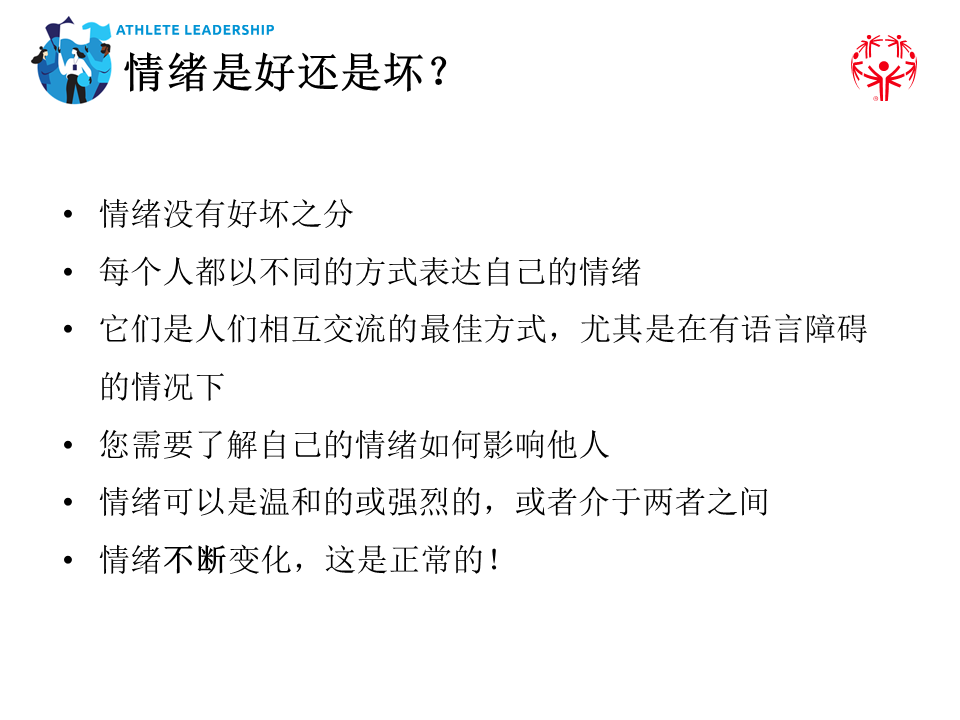 ATHLETE LEADERSHIP
情绪是好还是坏？
• 情绪没有好坏之分
• 每个人都以不同的方式表达自己的情绪
• 它们是人们相互交流的最佳方式，尤其是在有语言障碍
的情况下
• 您需要了解自己的情绪如何影响他人
• 情绪可以是温和的或强烈的，或者介于两者之间
• 情绪不断变化，这是正常的！